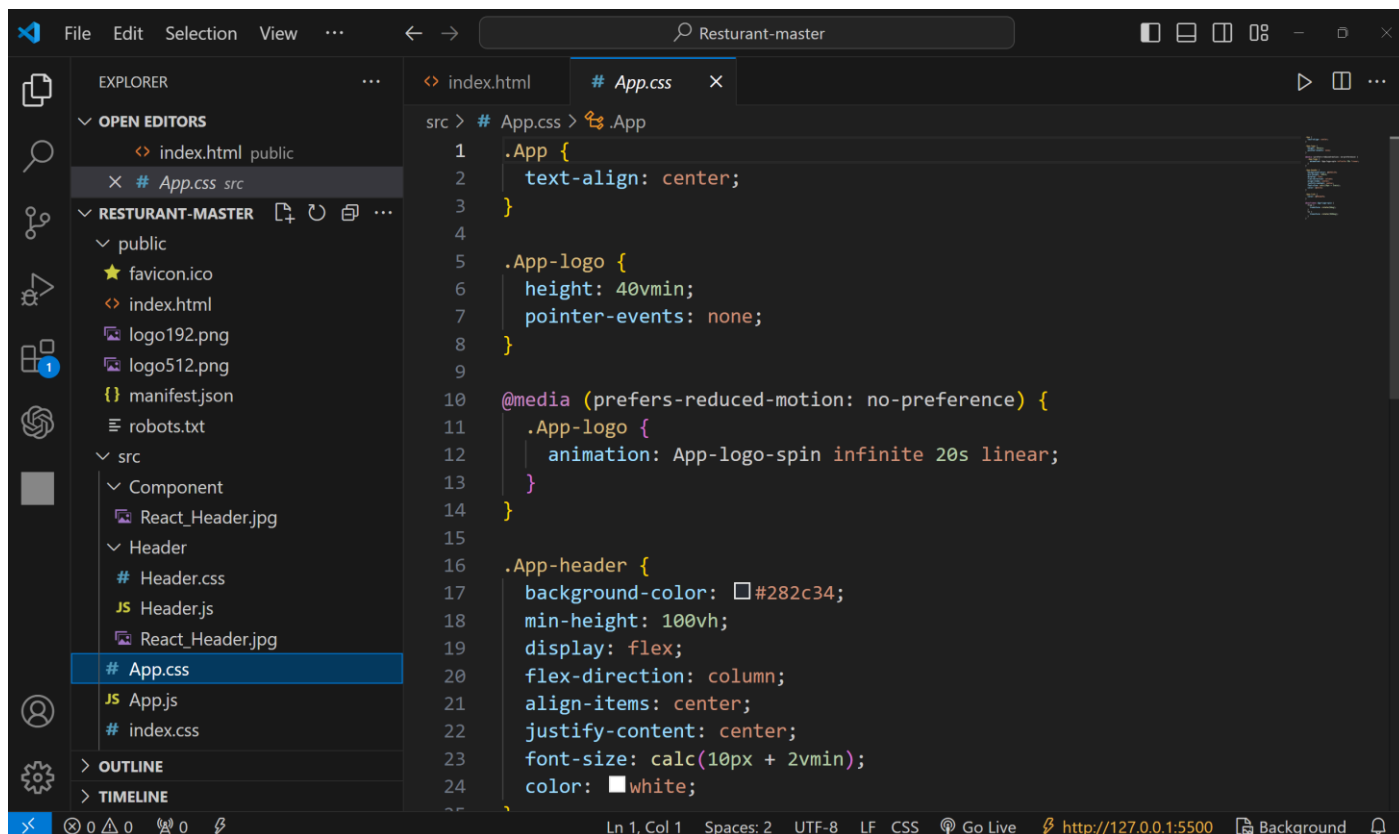 File Edit Selection View ··· Resturant-master
EXPLORER ···
OPEN EDITORS
index.html public
App.css src
RESTURANT-MASTER ···
public
favicon.ico
index.html
logo192.png
logo512.png
manifest.json
robots.txt
src
Component
React_Header.jpg
Header
# Header.css
JS Header.js
React_Header.jpg
# App.css
JS App.js
# index.css
OUTLINE
TIMELINE
1
index.html # App.css ···
src > # App.css > .App
1 .App {
2 text-align: center;
3 }
4
5 .App-logo {
6 height: 40vmin;
7 pointer-events: none;
8 }
9
10 @media (prefers-reduced-motion: no-preference) {
11 .App-logo {
12 animation: App-logo-spin infinite 20s linear;
13 }
14 }
15
16 .App-header {
17 background-color: #282c34;
18 min-height: 100vh;
19 display: flex;
20 flex-direction: column;
21 align-items: center;
22 justify-content: center;
23 font-size: calc(10px + 2vmin);
24 color: white;
0 0 0 Ln 1, Col 1 Spaces: 2 UTF-8 LF CSS Go Live http://127.0.0.1:5500 Background